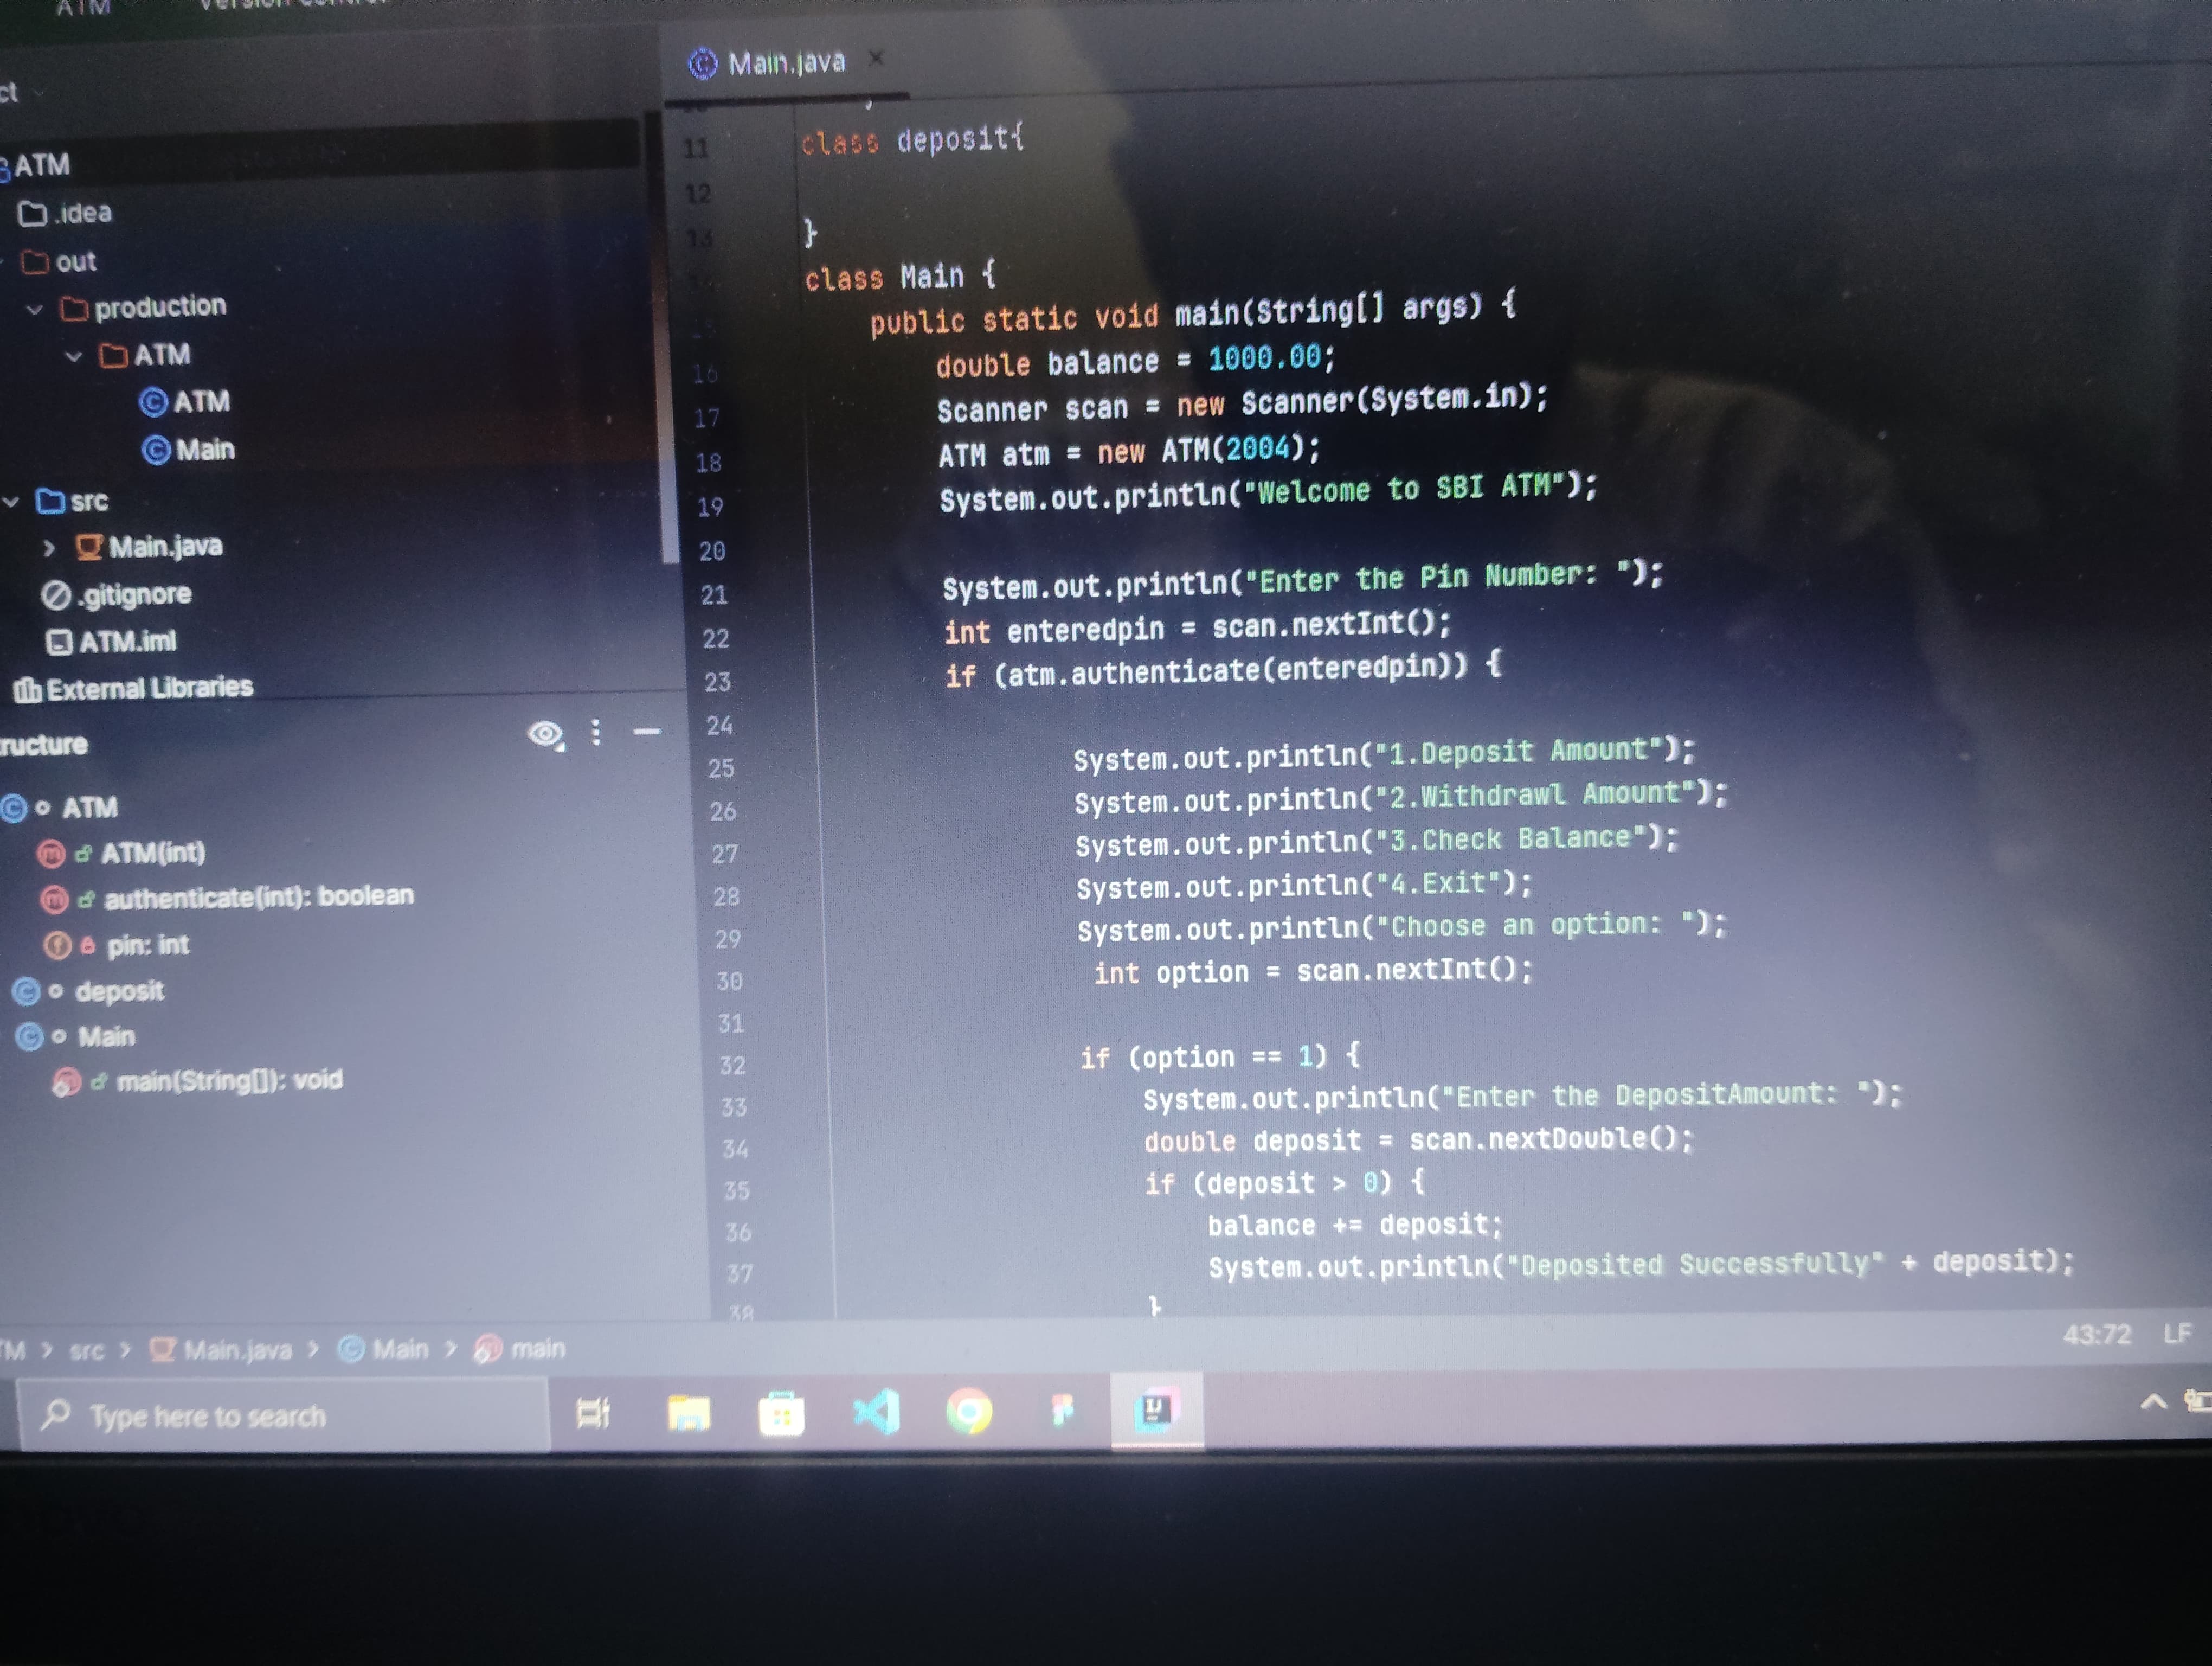 ATM
Main.java
ct
ATM
.idea
out
production
ATM
ATM
Main
src
Main.java
.gitignore
ATM.iml
External Libraries
ructure
ATM
ATM(int)
authenticate(int): boolean
pin: int
deposit
Main
main(String[]): void
11 class deposit{
12
13 }
class Main {
public static void main(String[] args) {
16 double balance = 1000.00;
17 Scanner scan = new Scanner(System.in);
18 ATM atm = new ATM(2004);
19 System.out.println("Welcome to SBI ATM");
20
21 System.out.println("Enter the Pin Number: ");
22 int enteredpin = scan.nextInt();
23 if (atm.authenticate(enteredpin)) {
24
25 System.out.println("1.Deposit Amount");
26 System.out.println("2.Withdrawl Amount");
27 System.out.println("3.Check Balance");
28 System.out.println("4.Exit");
29 System.out.println("Choose an option: ");
30 int option = scan.nextInt();
31
32 if (option == 1) {
33 System.out.println("Enter the DepositAmount: ");
34 double deposit = scan.nextDouble();
35 if (deposit > 0) {
36 balance += deposit;
37 System.out.println("Deposited Successfully" + deposit);
38 }
TM > src > Main.java > Main > main
43:72 LF
Type here to search